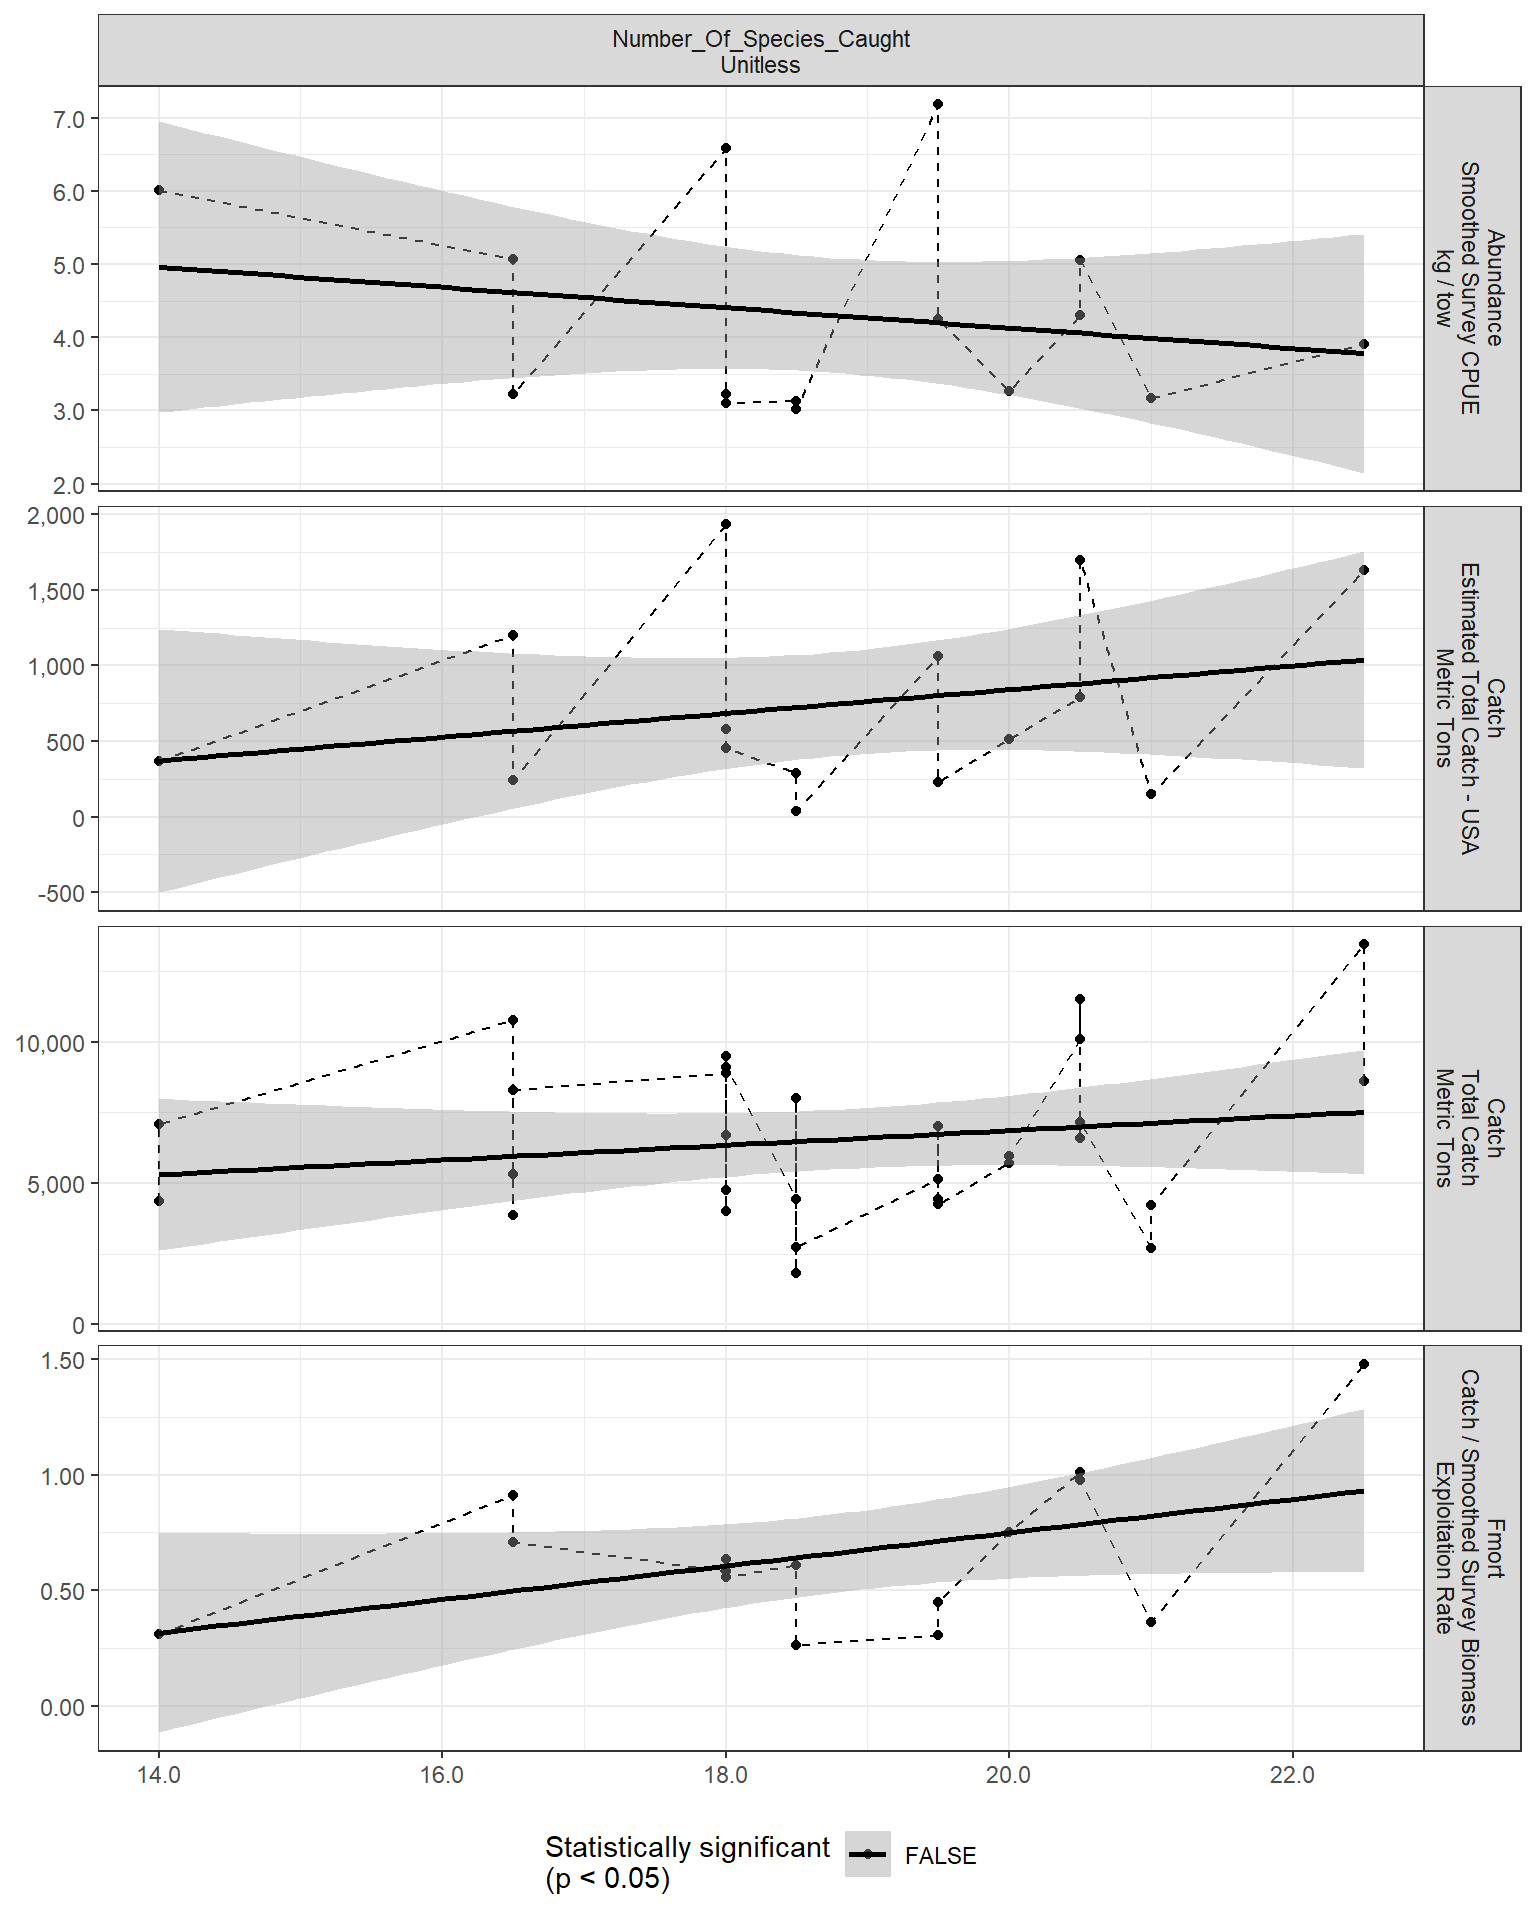 Number_Of_Species_Caught
Unitless
7.0
6.0
5.0
4.0
3.0
2.0
Abundance
Smoothed Survey CPUE
kg / tow
2,000
1,500
1,000
500
0
-500
Catch
Estimated Total Catch - USA
Metric Tons
10,000
5,000
0
Catch
Total Catch
Metric Tons
1.50
1.00
0.50
0.00
Fmort
Catch / Smoothed Survey Biomass
Exploitation Rate
14.0
16.0
18.0
20.0
22.0
Statistically significant
(p < 0.05)
FALSE